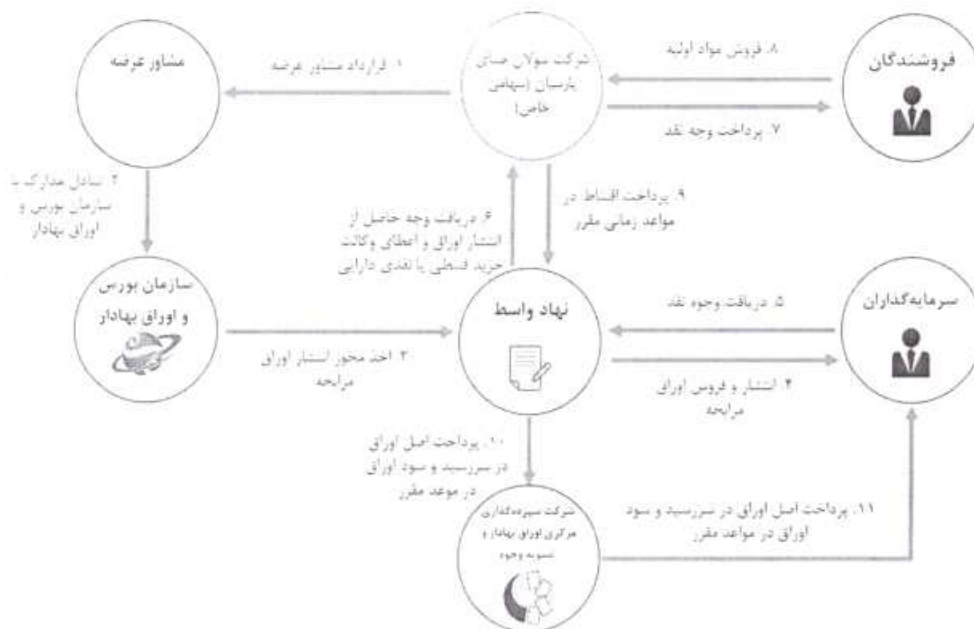 مشاور عرضه
۱. قرارداد مشاور عرضه
شرکت سولان صبای
پارسیان (سهامی
خاص)
۸. فروش مواد اولیه
۷. پرداخت وجه نقد
فروشندگان
۲. تبادل مدارک با
سازمان بورس و
اوراق بهادار
۶. دریافت وجه حاصل از
انتشار اوراق و اعطای وکالت
خرید قسطی یا نقدی دارایی
۹. پرداخت اقساط در
مواعد زمانی مقرر
سازمان بورس
و اوراق بهادار
۳. اخذ مجوز انتشار اوراق
مرابحه
نهاد واسط
۵. دریافت وجوه نقد
۴. انتشار و فروش اوراق
مرابحه
سرمایه‌گذاران
۱۰. پرداخت اصل اوراق
در سررسید و سود اوراق
در موعد مقرر
شرکت سپرده‌گذاری
مرکزی اوراق بهادار و
تسویه وجوه
۱۱. پرداخت اصل اوراق در سررسید و سود
اوراق در مواعد مقرر